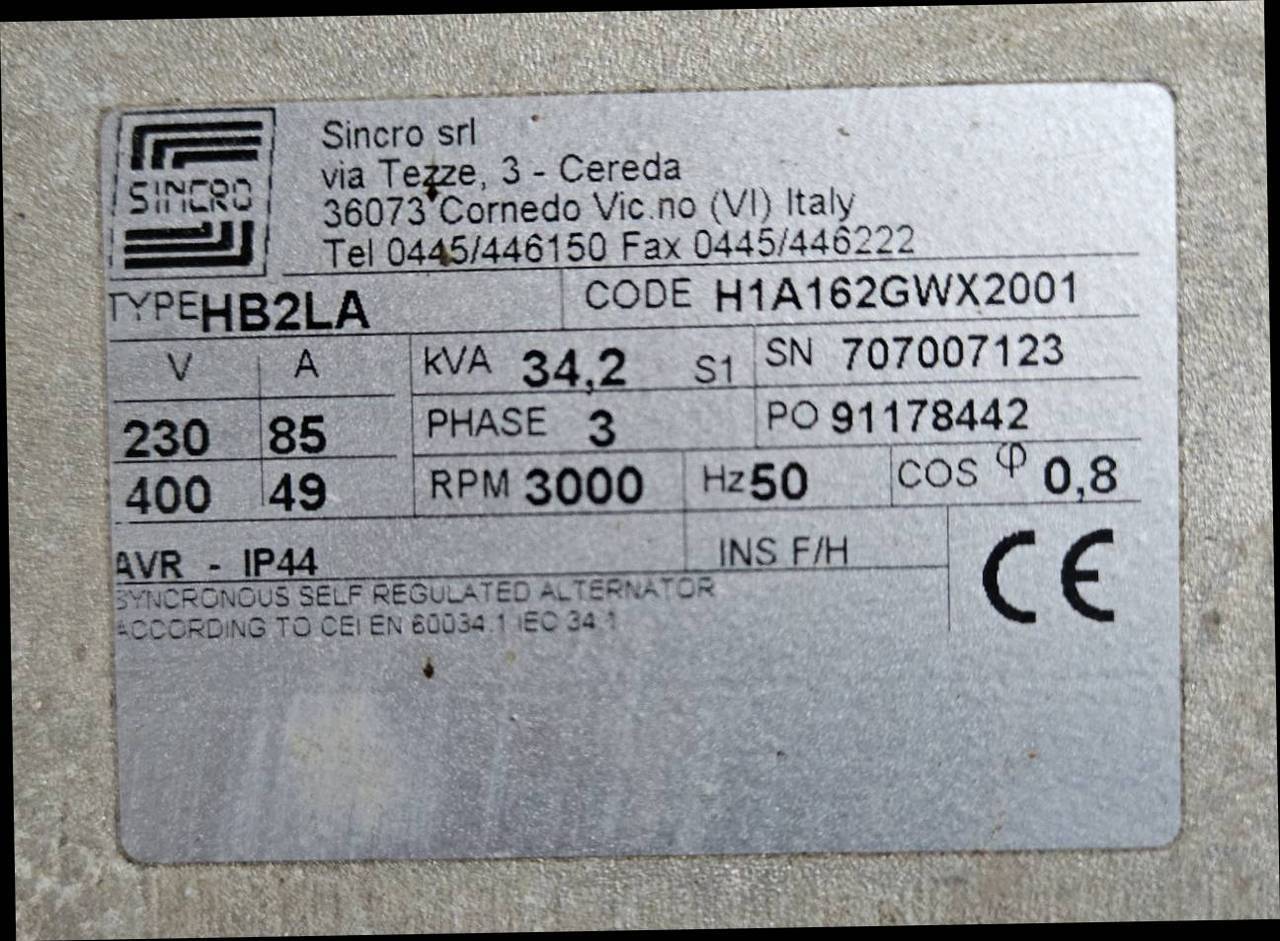 SINCRO
Sincro srl
via Tezze, 3 - Cereda
36073 Cornedo Vic.no (VI) Italy
Tel 0445/446150 Fax 0445/446222
TYPE HB2LA CODE H1A162GWX2001
V A kVA 34,2 S1 SN 707007123
230 85 PHASE 3 PO 91178442
400 49 RPM 3000 Hz 50 COS φ 0,8
AVR - IP44 INS F/H CE
SYNCRONOUS SELF REGULATED ALTERNATOR
ACCORDING TO CEI EN 60034.1 IEC 34.1